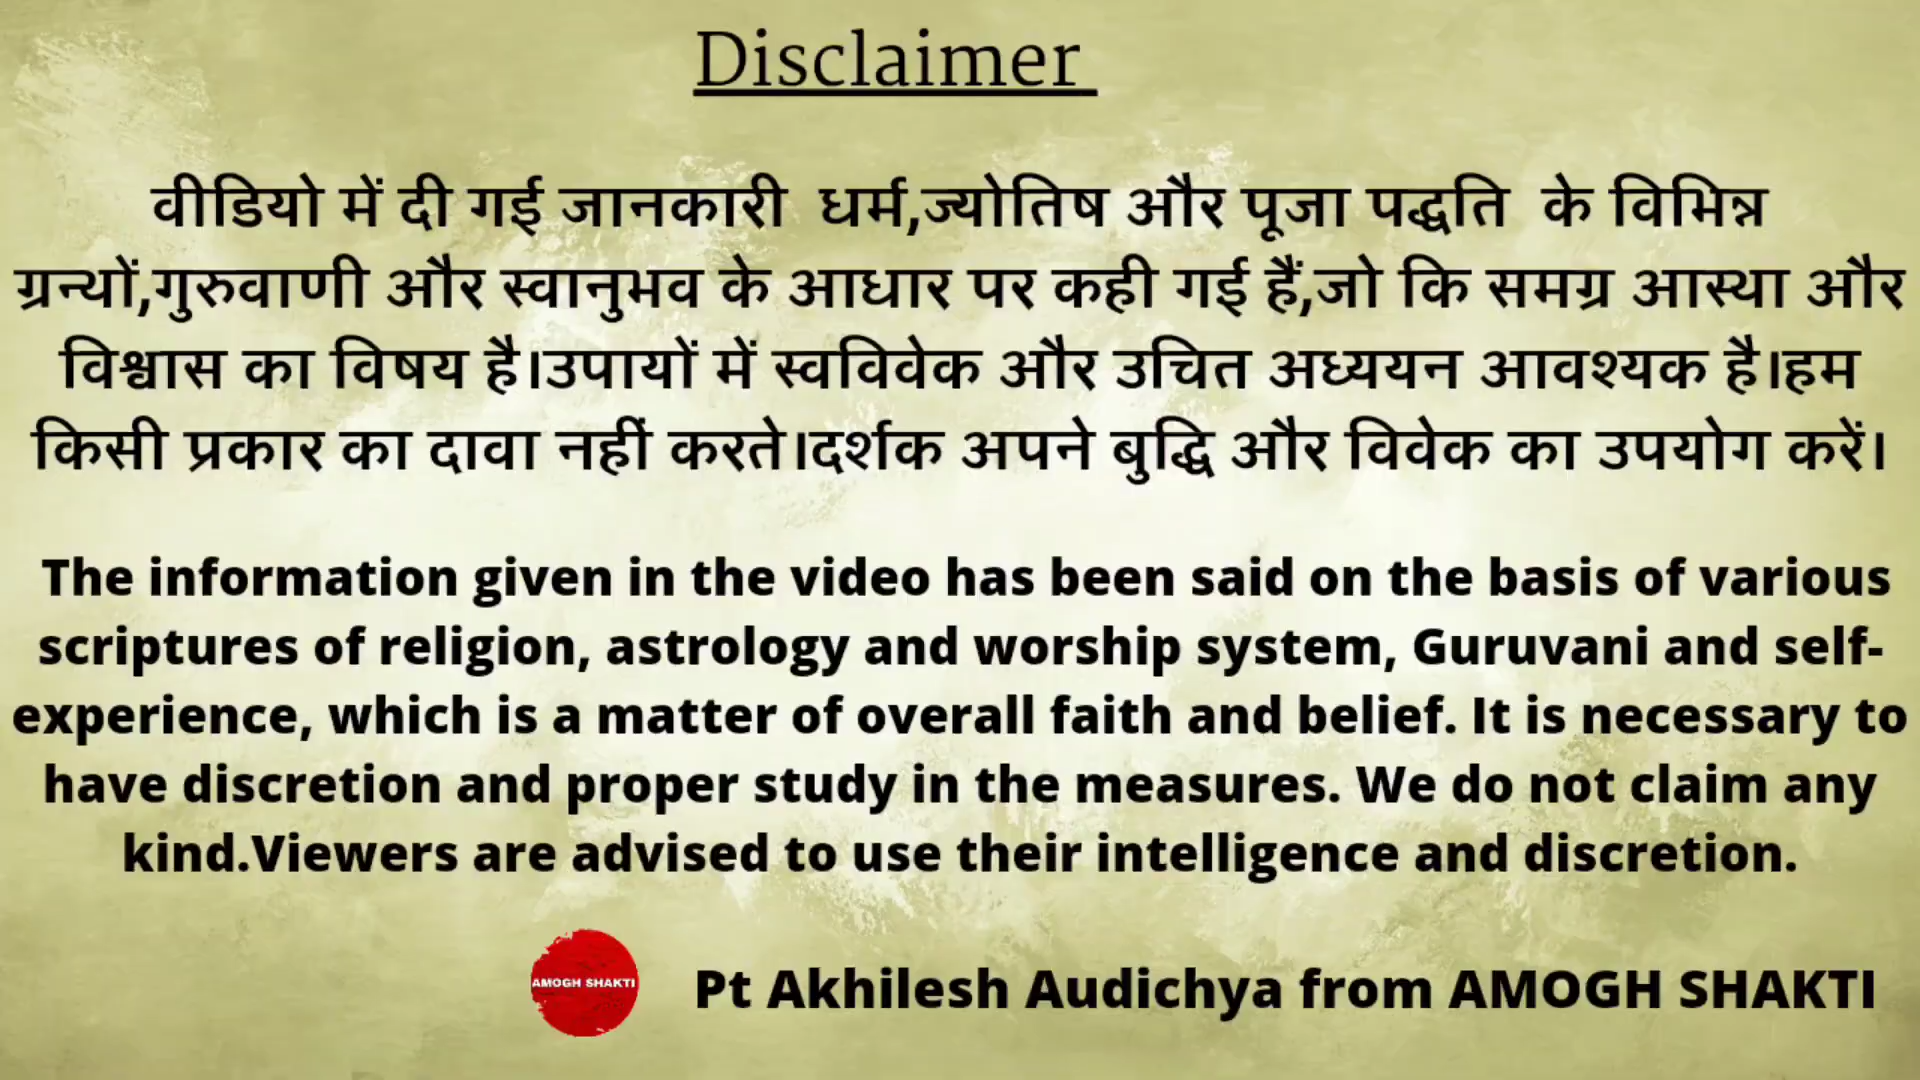 Disclaimer
वीडियो में दी गई जानकारी धर्म,ज्योतिष और पूजा पद्धति के विभिन्न
ग्रन्थों,गुरुवाणी और स्वानुभव के आधार पर कही गई हैं,जो कि समग्र आस्था और
विश्वास का विषय है।उपायों में स्वविवेक और उचित अध्ययन आवश्यक है।हम
किसी प्रकार का दावा नहीं करते।दर्शक अपने बुद्धि और विवेक का उपयोग करें।
The information given in the video has been said on the basis of various
scriptures of religion, astrology and worship system, Guruvani and self-
experience, which is a matter of overall faith and belief. It is necessary to
have discretion and proper study in the measures. We do not claim any
kind.Viewers are advised to use their intelligence and discretion.
AMOGH SHAKTI
Pt Akhilesh Audichya from AMOGH SHAKTI